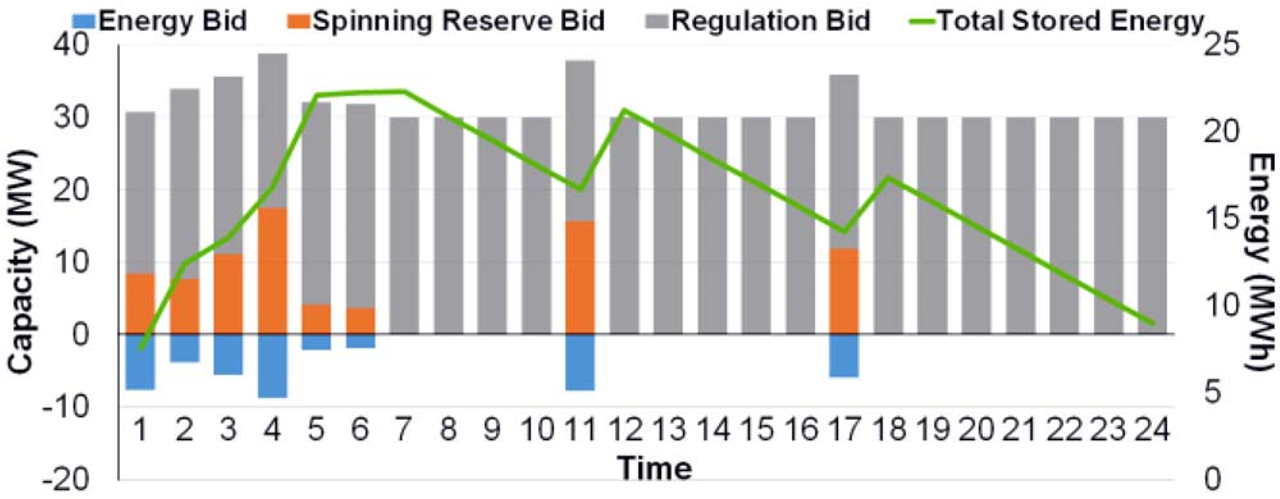 Energy Bid Spinning Reserve Bid Regulation Bid Total Stored Energy
40 25
30 20
20 15
10 10
0 5
-10
-20 0
Capacity (MW)
Energy (MWh)
1 2 3 4 5 6 7 8 9 10 11 12 13 14 15 16 17 18 19 20 21 22 23 24
Time